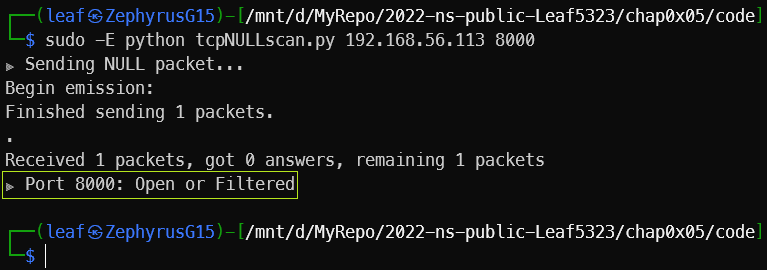 ┌──(leaf㉿ZephyrusG15)-[/mnt/d/MyRepo/2022-ns-public-Leaf5323/chap0x05/code]
└─$ sudo -E python tcpNULLscan.py 192.168.56.113 8000
▶ Sending NULL packet...
Begin emission:
Finished sending 1 packets.
.
Received 1 packets, got 0 answers, remaining 1 packets
▶ Port 8000: Open or Filtered
┌──(leaf㉿ZephyrusG15)-[/mnt/d/MyRepo/2022-ns-public-Leaf5323/chap0x05/code]
└─$